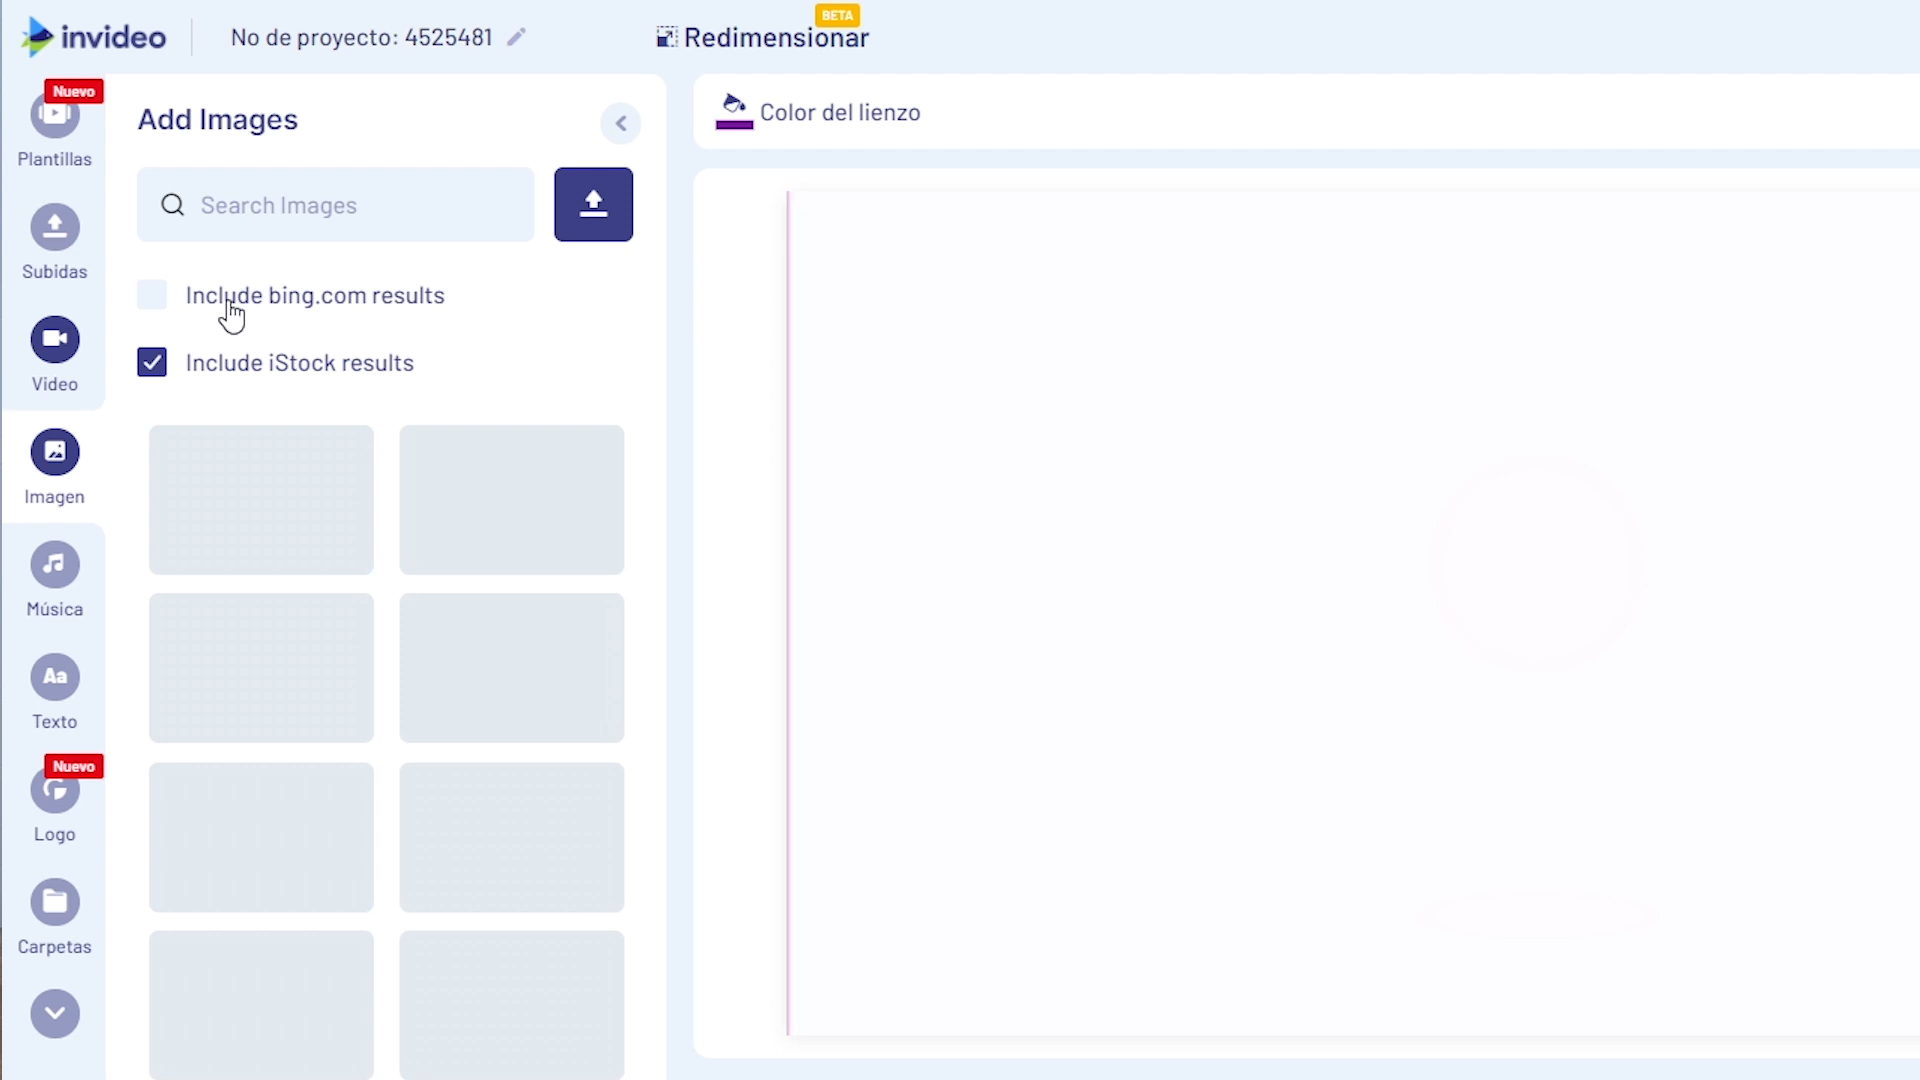 invideo
No de proyecto: 4525481
BETA
Redimensionar
Nuevo
Plantillas
Subidas
Video
Imagen
Música
Aa
Texto
Nuevo
Logo
Carpetas
Add Images
Search Images
Include bing.com results
Include iStock results
Color del lienzo